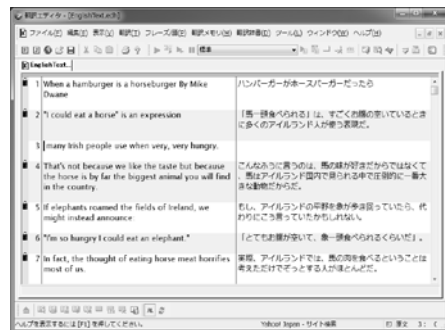 翻訳エディタ - [EnglishText.ecb]
ファイル(F) 編集(E) 表示(V) 翻訳(T) フレーズ(P) 翻訳メモリ(M) 翻訳辞書(D) ツール(L) ウィンドウ(W) ヘルプ(H)
標準
EnglishText.ecb
1 When a hamburger is a horseburger By Mike Dwane
ハンバーガーがホースバーガーだったら
2 "I could eat a horse" is an expression
「馬一頭食べられる」は、すごくお腹の空いているとき
に多くのアイルランド人が使う表現だ。
3 many Irish people use when very, very hungry.
4 That's not because we like the taste but because
the horse is by far the biggest animal you will find
in the country.
こんなふうに言うのは、馬の味が好きだからではなくて
、馬はアイルランド国内で見られる中で圧倒的に一番大
きな動物だからだ。
5 If elephants roamed the fields of Ireland, we
might instead announce:
もし、アイルランドの平野を象が歩き回っていたら、代
わりにこう言っていたかもしれない。
6 "I'm so hungry I could eat an elephant."
「とてもお腹が空いて、象一頭食べられるくらいだ」。
7 In fact, the thought of eating horse meat horrifies
most of us.
実際、アイルランドでは、馬の肉を食べるということは
考えただけでぞっとする人がほとんどだ。
ヘルプを表示するには [F1] を押してください。
Yahoo! Japan - サイト検索
原文
3: